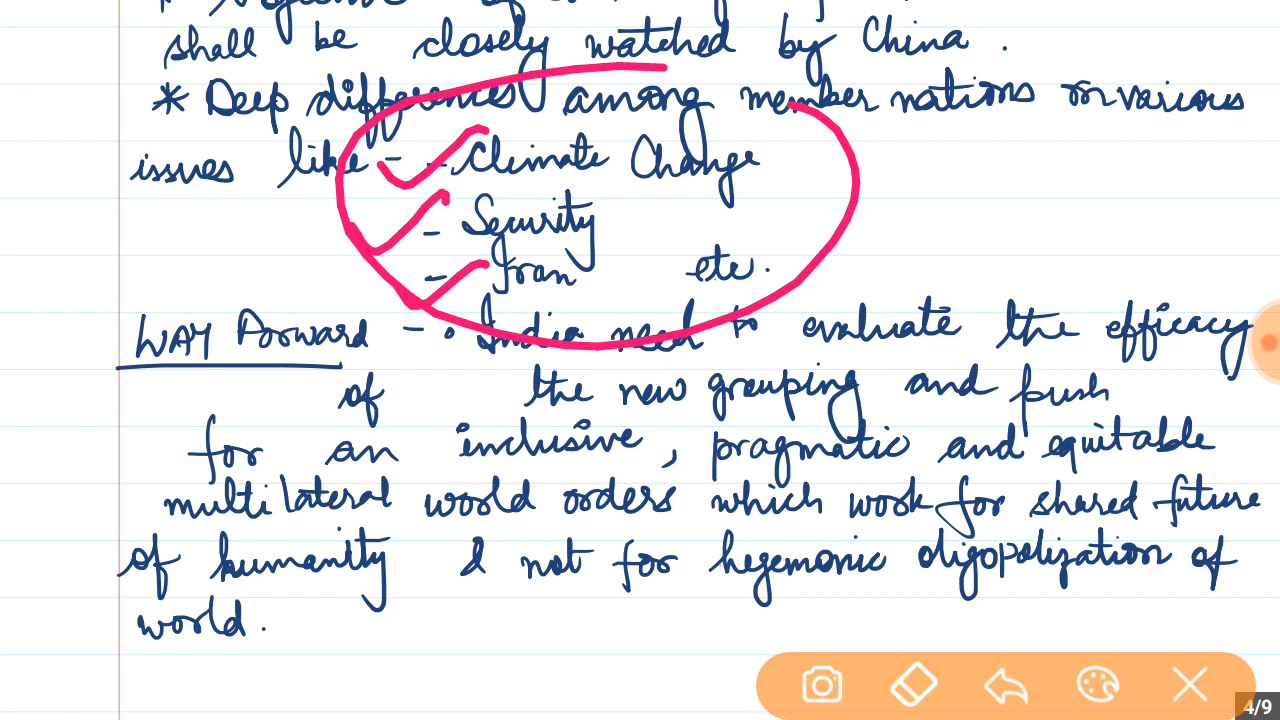 shall be closely watched by China.
* Deep differences among member nations on various
issues like - - Climate Change
- Security
- Iran etc.
WAY Forward - • India need to evaluate the efficacy
of the new grouping and push
for an inclusive, pragmatic and equitable
multilateral world orders which work for shared future
of humanity & not for hegemonic oligopolization of
world.
4/9